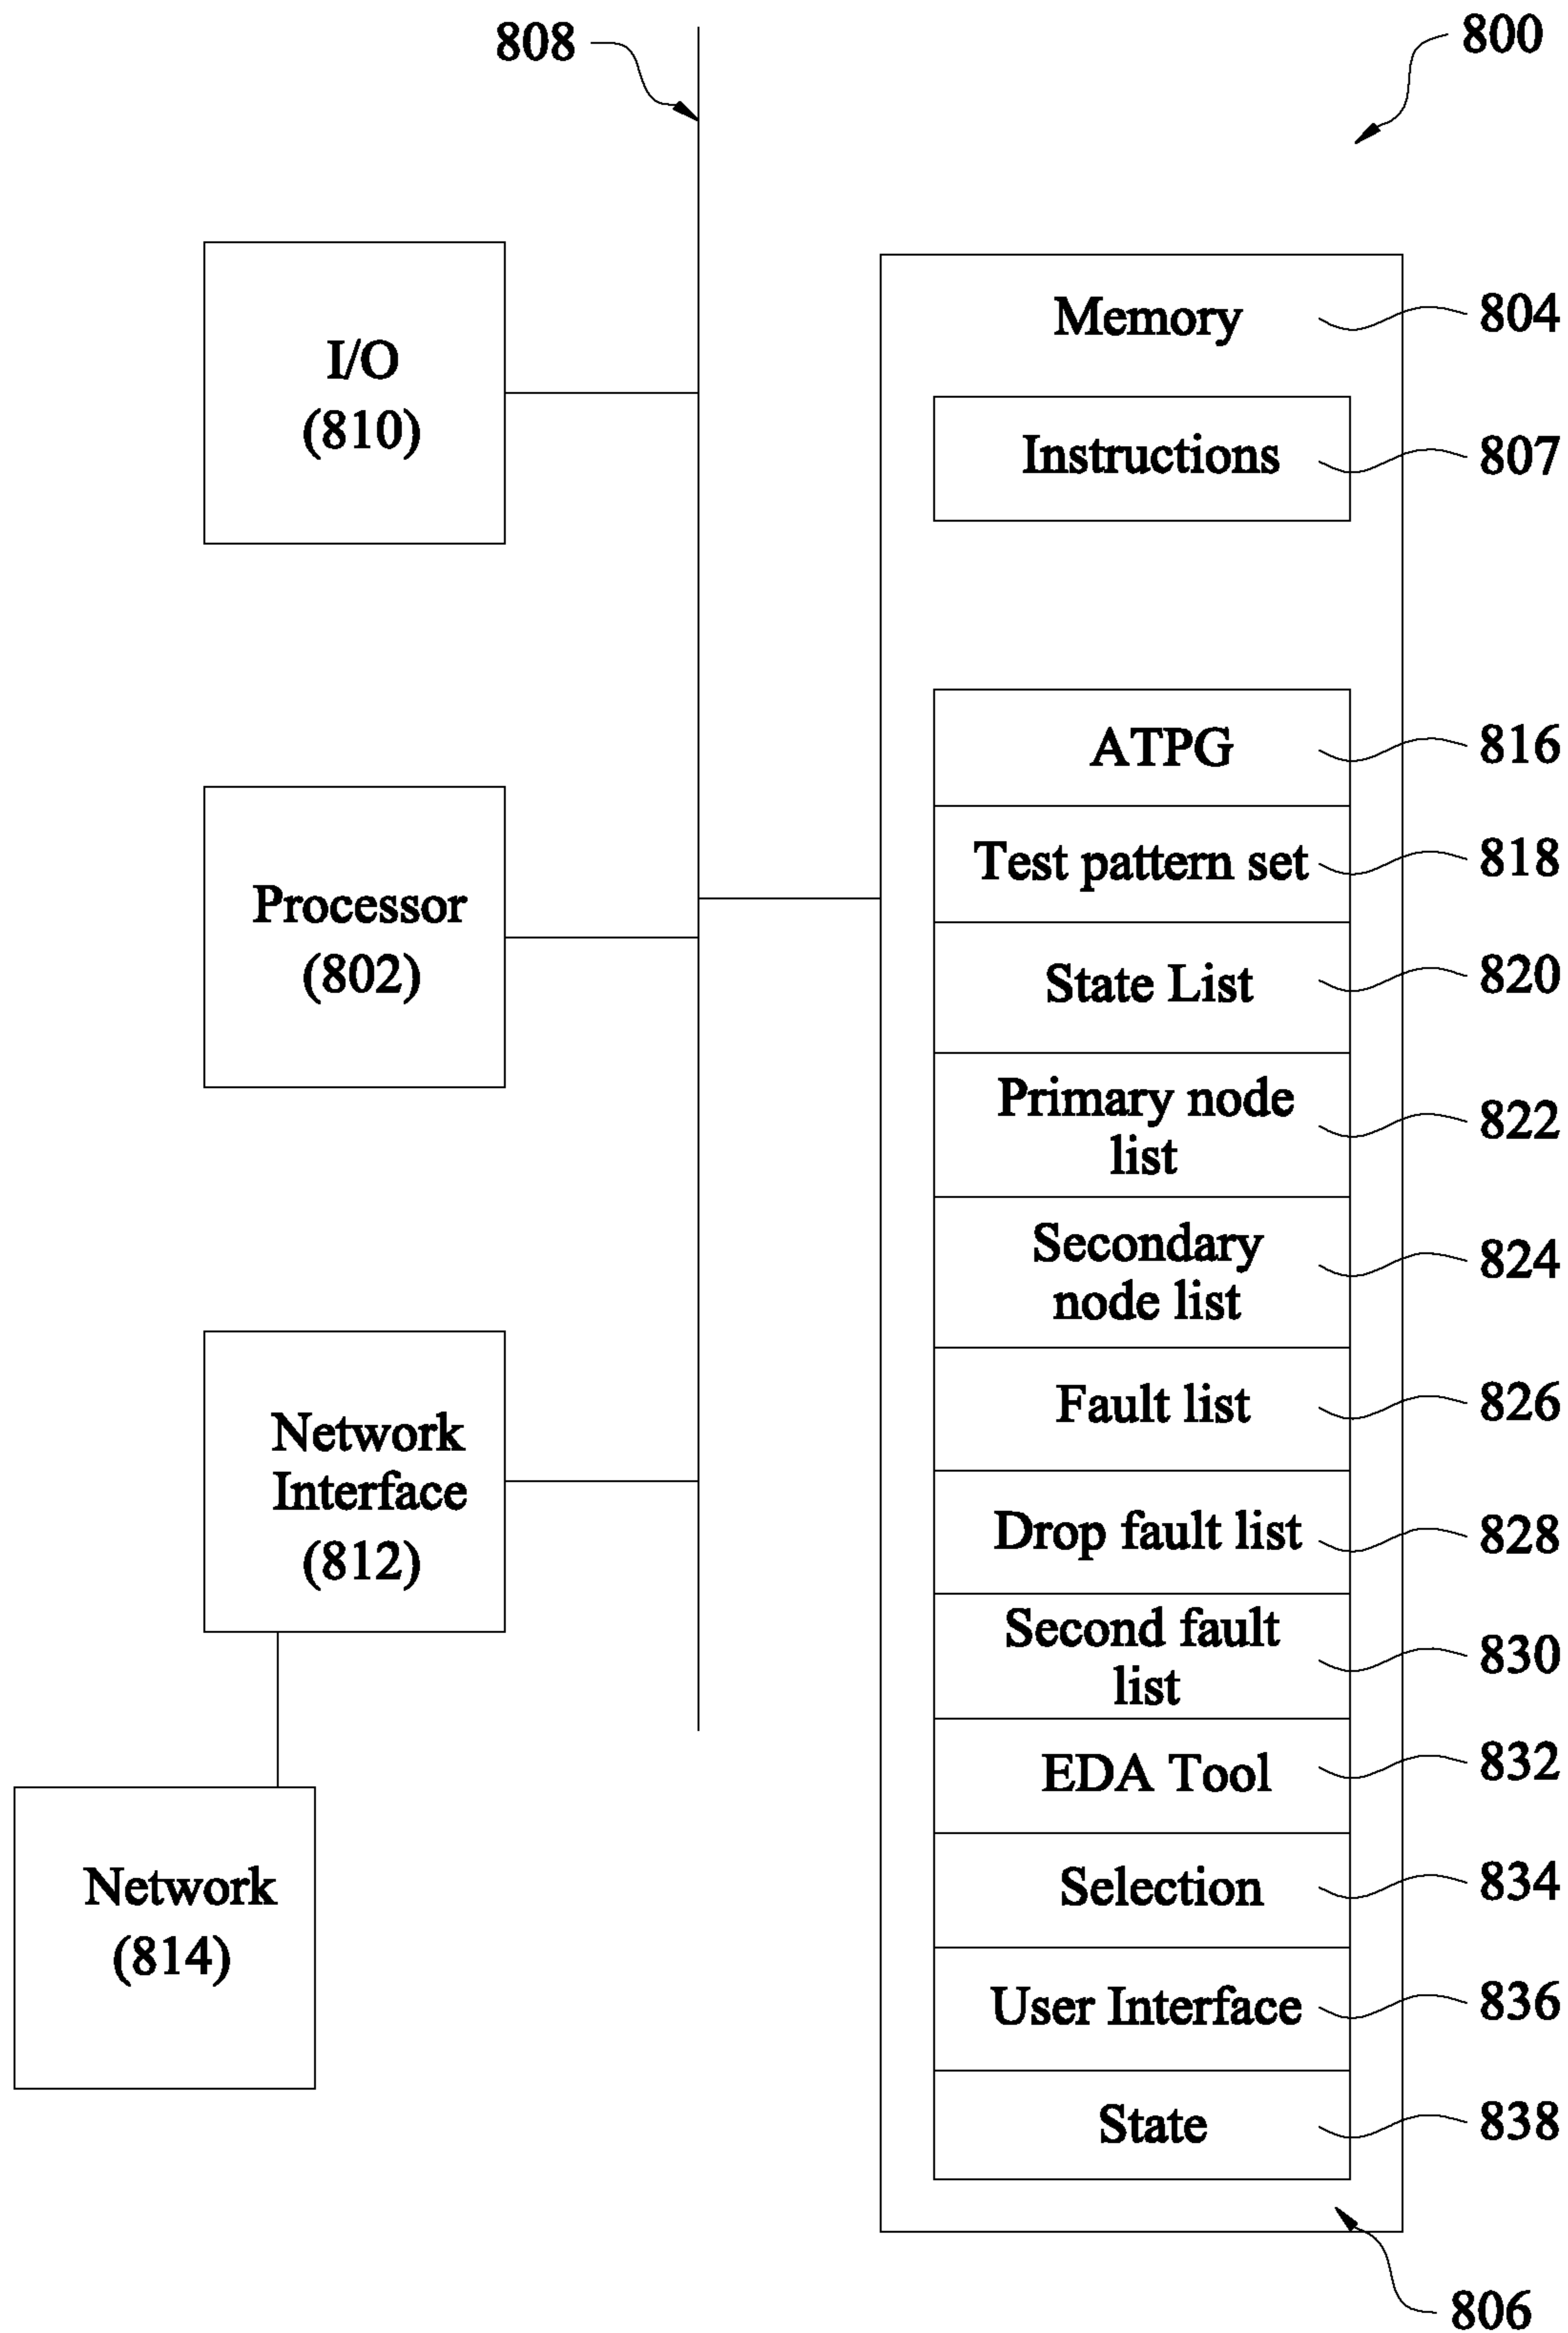 808
800
I/O
(810)
Processor
(802)
Network
Interface
(812)
Network
(814)
Memory
804
Instructions
807
ATPG
816
Test pattern set
818
State List
820
Primary node
list
822
Secondary
node list
824
Fault list
826
Drop fault list
828
Second fault
list
830
EDA Tool
832
Selection
834
User Interface
836
State
838
806